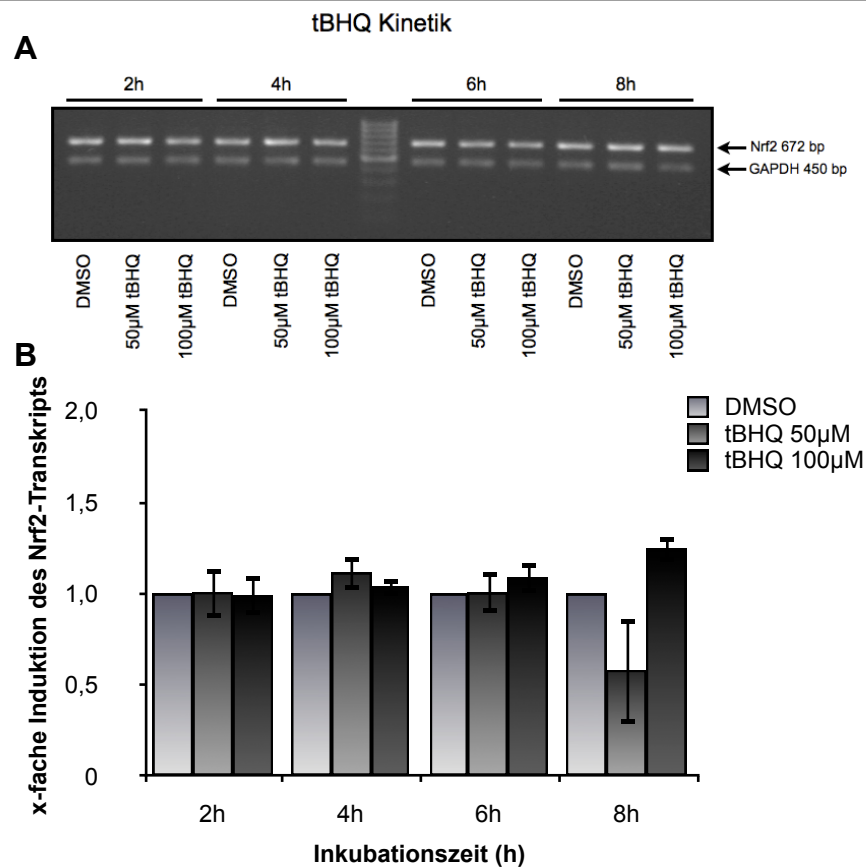 tBHQ Kinetik
A
2h 4h 6h 8h
Nrf2 672 bp
GAPDH 450 bp
DMSO
50µM tBHQ
100µM tBHQ
DMSO
50µM tBHQ
100µM tBHQ
DMSO
50µM tBHQ
100µM tBHQ
DMSO
50µM tBHQ
100µM tBHQ
B
x-fache Induktion des Nrf2-Transkripts
2,0
1,5
1,0
0,5
0
DMSO
tBHQ 50µM
tBHQ 100µM
2h 4h 6h 8h
Inkubationszeit (h)